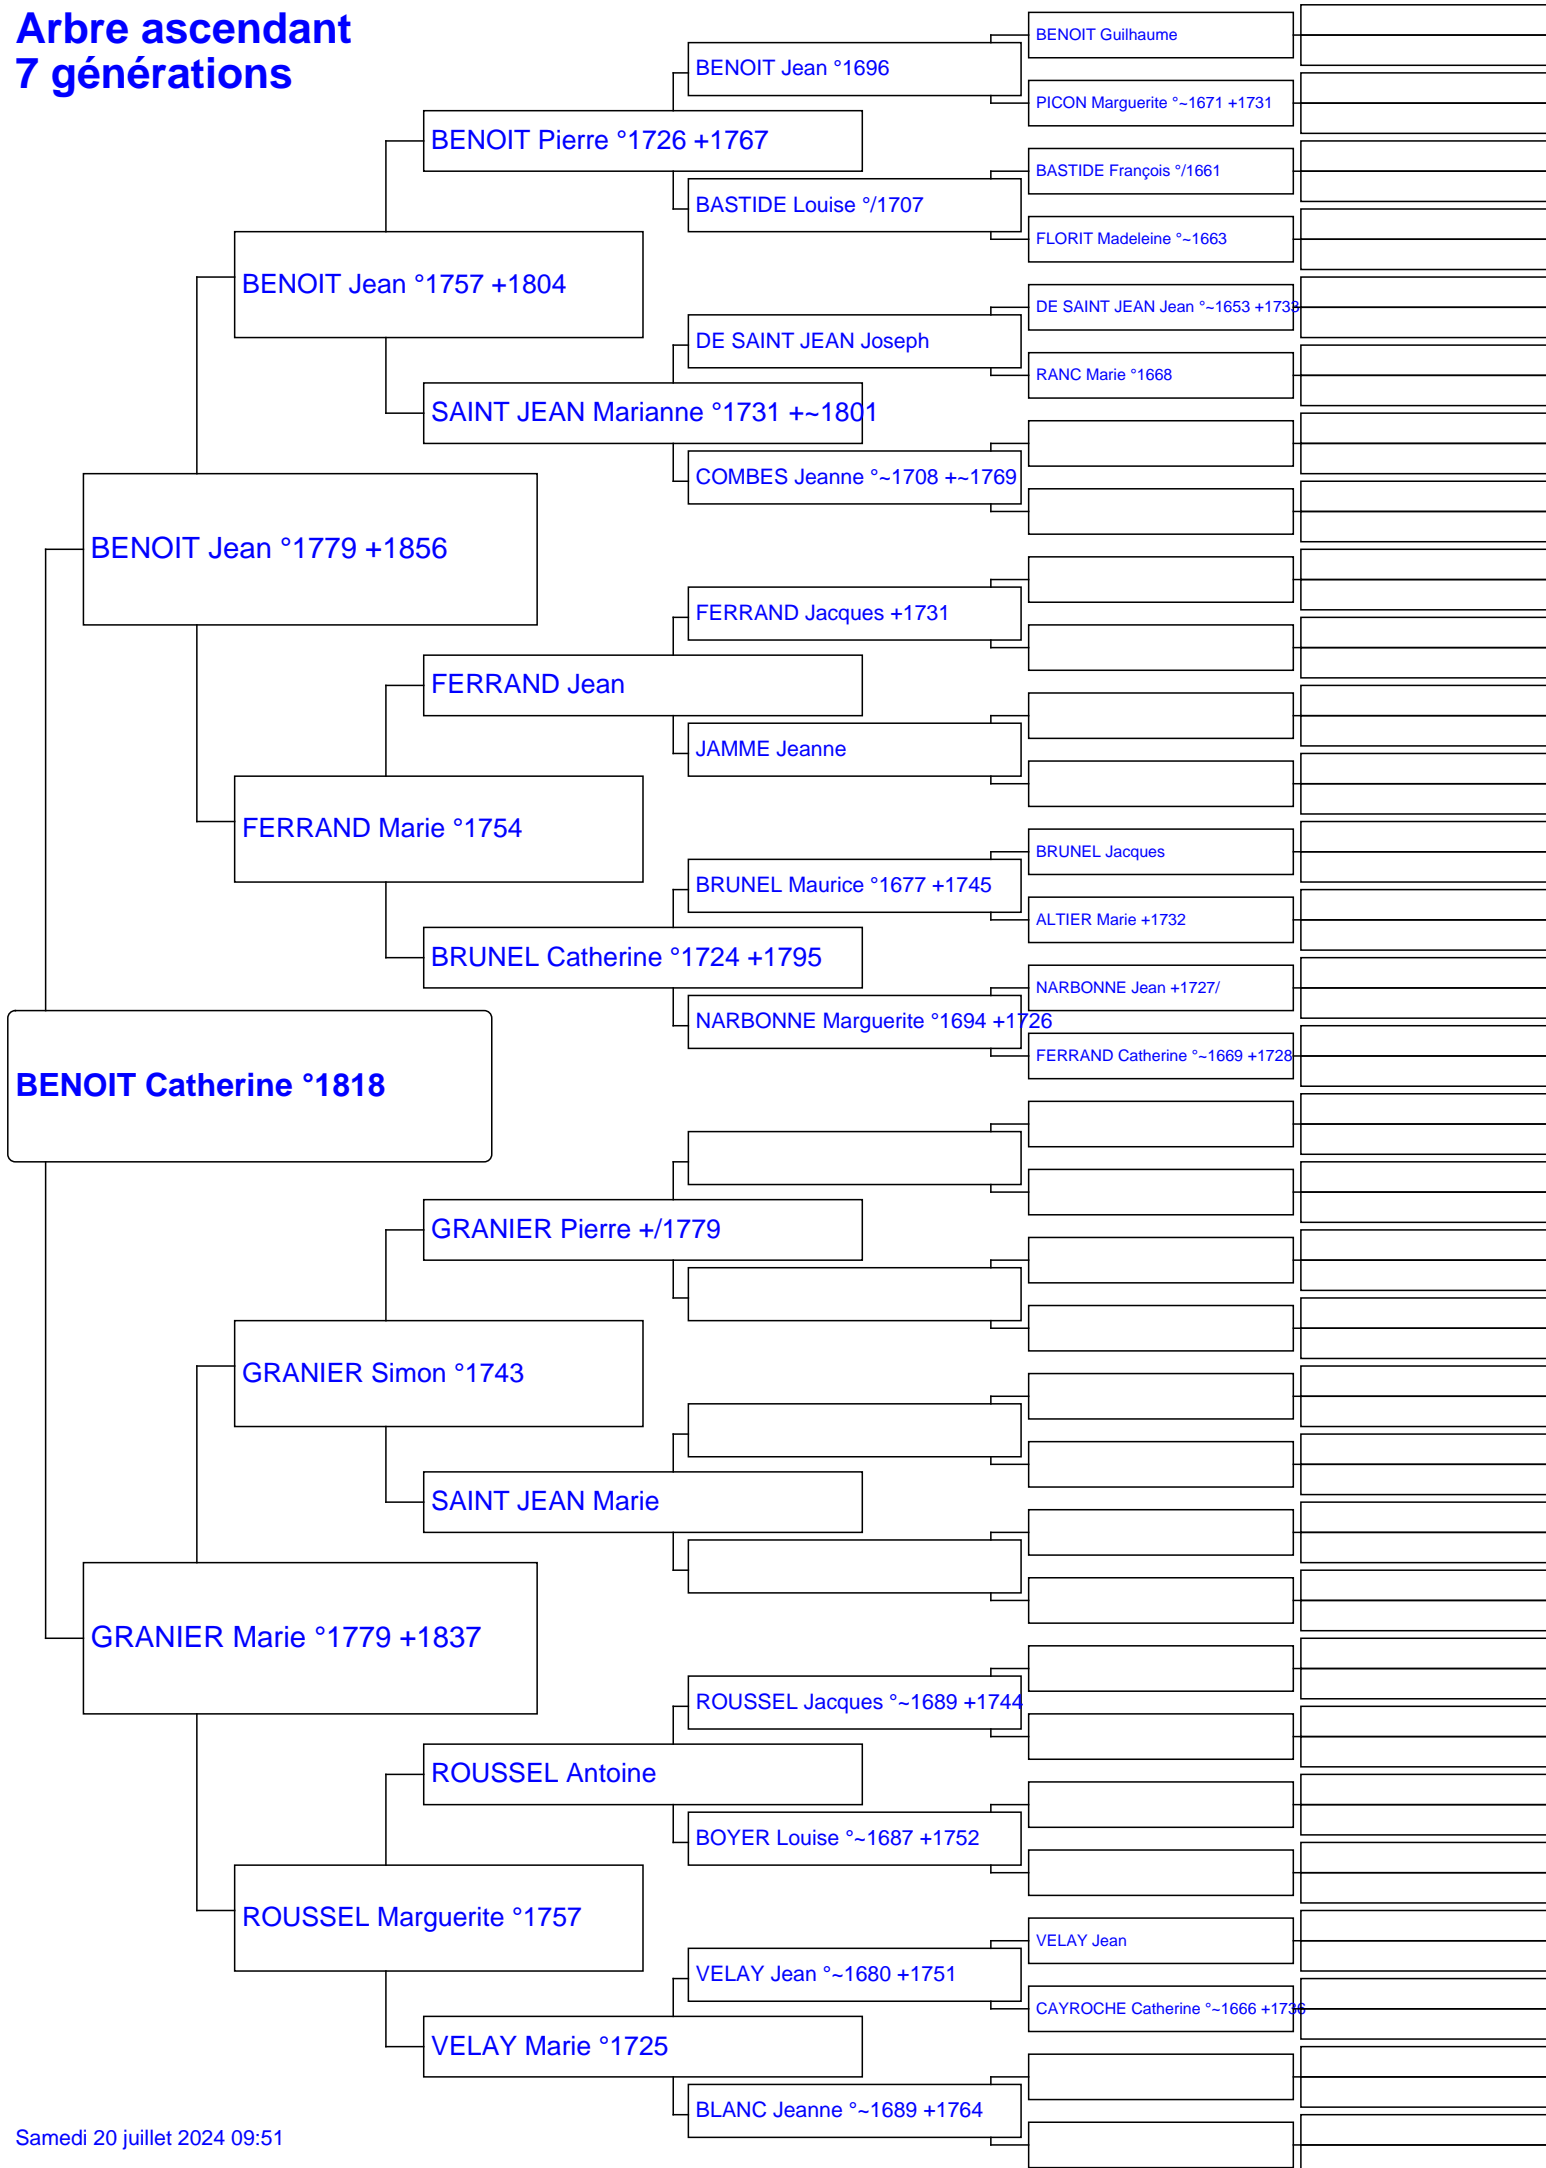 Arbre ascendant
7 générations
BENOIT Catherine °1818
BENOIT Jean °1779 +1856
GRANIER Marie °1779 +1837
BENOIT Jean °1757 +1804
FERRAND Marie °1754
GRANIER Simon °1743
ROUSSEL Marguerite °1757
BENOIT Pierre °1726 +1767
SAINT JEAN Marianne °1731 +~1801
FERRAND Jean
BRUNEL Catherine °1724 +1795
GRANIER Pierre +/1779
SAINT JEAN Marie
ROUSSEL Antoine
VELAY Marie °1725
BENOIT Jean °1696
BASTIDE Louise °/1707
DE SAINT JEAN Joseph
COMBES Jeanne °~1708 +~1769
FERRAND Jacques +1731
JAMME Jeanne
BRUNEL Maurice °1677 +1745
NARBONNE Marguerite °1694 +1726
ROUSSEL Jacques °~1689 +1744
BOYER Louise °~1687 +1752
VELAY Jean °~1680 +1751
BLANC Jeanne °~1689 +1764
BENOIT Guilhaume
PICON Marguerite °~1671 +1731
BASTIDE François °/1661
FLORIT Madeleine °~1663
DE SAINT JEAN Jean °~1653 +1733
RANC Marie °1668
BRUNEL Jacques
ALTIER Marie +1732
NARBONNE Jean +1727/
FERRAND Catherine °~1669 +1728
VELAY Jean
CAYROCHE Catherine °~1666 +1736
Samedi 20 juillet 2024 09:51